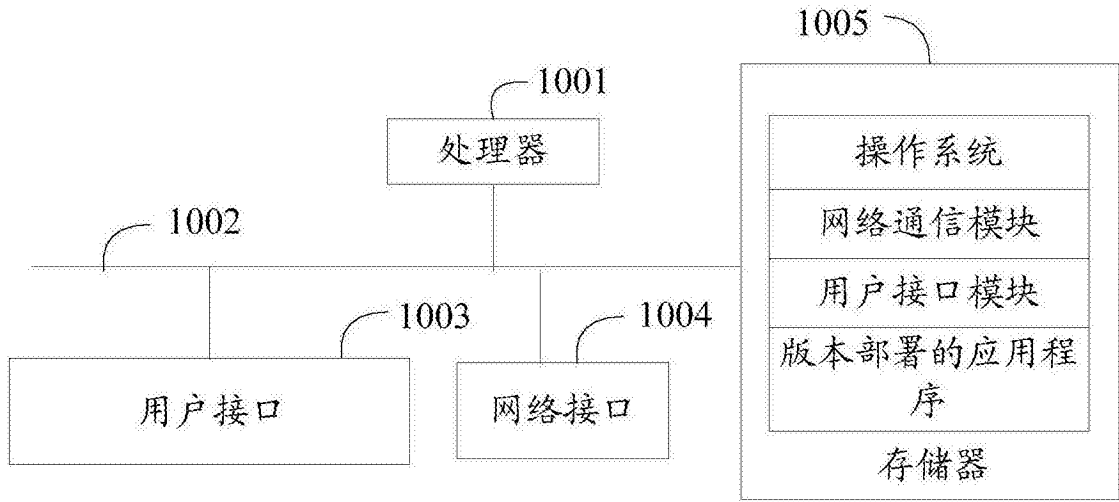 1005
1001
处理器
操作系统
1002
网络通信模块
用户接口模块
1003
1004
版本部署的应用程
序
用户接口
网络接口
存储器